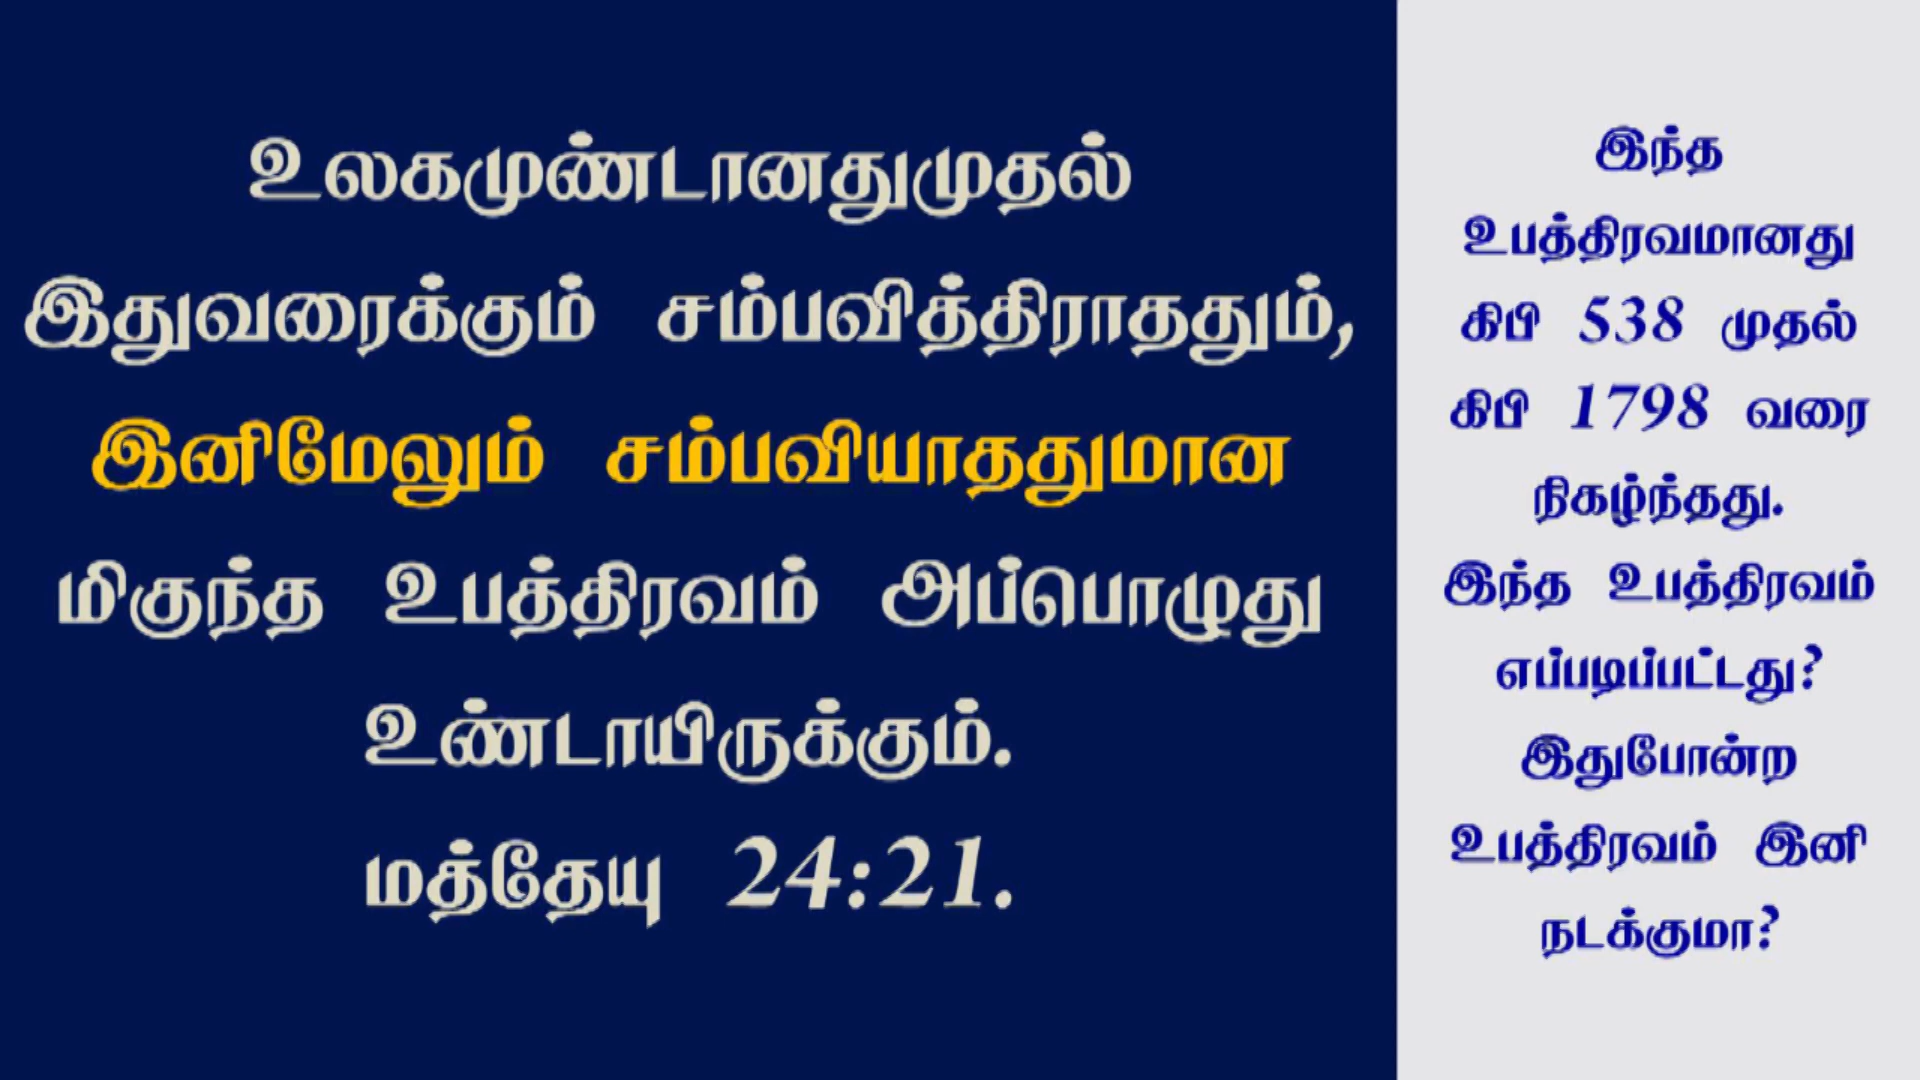 உலகமுண்டானதுமுதல்
இதுவரைக்கும் சம்பவித்திராததும்,
இனிமேலும் சம்பவியாததுமான
மிகுந்த உபத்திரவம் அப்பொழுது
உண்டாயிருக்கும்.
மத்தேயு 24:21.
இந்த
உபத்திரவமானது
கிபி 538 முதல்
கிபி 1798 வரை
நிகழ்ந்தது.
இந்த உபத்திரவம்
எப்படிப்பட்டது?
இதுபோன்ற
உபத்திரவம் இனி
நடக்குமா?